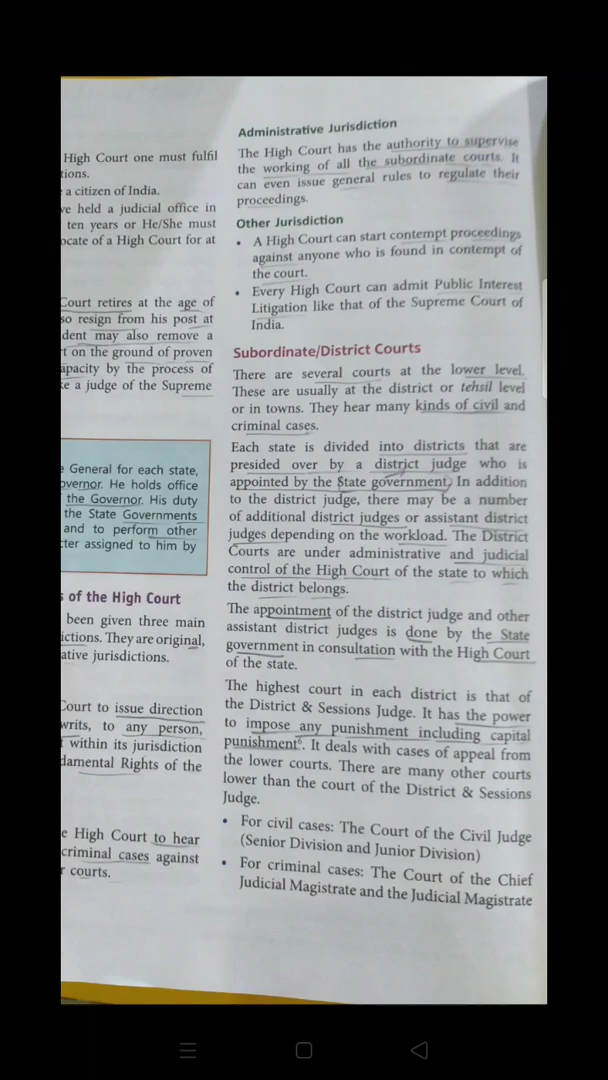 High Court one must fulfil
tions.
a citizen of India.
ve held a judicial office in
ten years or He/She must
ocate of a High Court for at
Court retires at the age of
so resign from his post at
dent may also remove a
t on the ground of proven
apacity by the process of
e a judge of the Supreme
General for each state,
overnor. He holds office
the Governor. His duty
the State Governments
and to perform other
cter assigned to him by
s of the High Court
been given three main
ictions. They are original,
ative jurisdictions.
Court to issue direction
writs, to any person,
within its jurisdiction
damental Rights of the
e High Court to hear
criminal cases against
r courts.
Administrative Jurisdiction
The High Court has the authority to supervise
the working of all the subordinate courts. It
can even issue general rules to regulate their
proceedings.
Other Jurisdiction
• A High Court can start contempt proceedings
against anyone who is found in contempt of
the court.
• Every High Court can admit Public Interest
Litigation like that of the Supreme Court of
India.
Subordinate/District Courts
There are several courts at the lower level.
These are usually at the district or tehsil level
or in towns. They hear many kinds of civil and
criminal cases.
Each state is divided into districts that are
presided over by a district judge who is
appointed by the State government. In addition
to the district judge, there may be a number
of additional district judges or assistant district
judges depending on the workload. The District
Courts are under administrative and judicial
control of the High Court of the state to which
the district belongs.
The appointment of the district judge and other
assistant district judges is done by the State
government in consultation with the High Court
of the state.
The highest court in each district is that of
the District & Sessions Judge. It has the power
to impose any punishment including capital
punishment⁶. It deals with cases of appeal from
the lower courts. There are many other courts
lower than the court of the District & Sessions
Judge.
• For civil cases: The Court of the Civil Judge
(Senior Division and Junior Division)
• For criminal cases: The Court of the Chief
Judicial Magistrate and the Judicial Magistrate